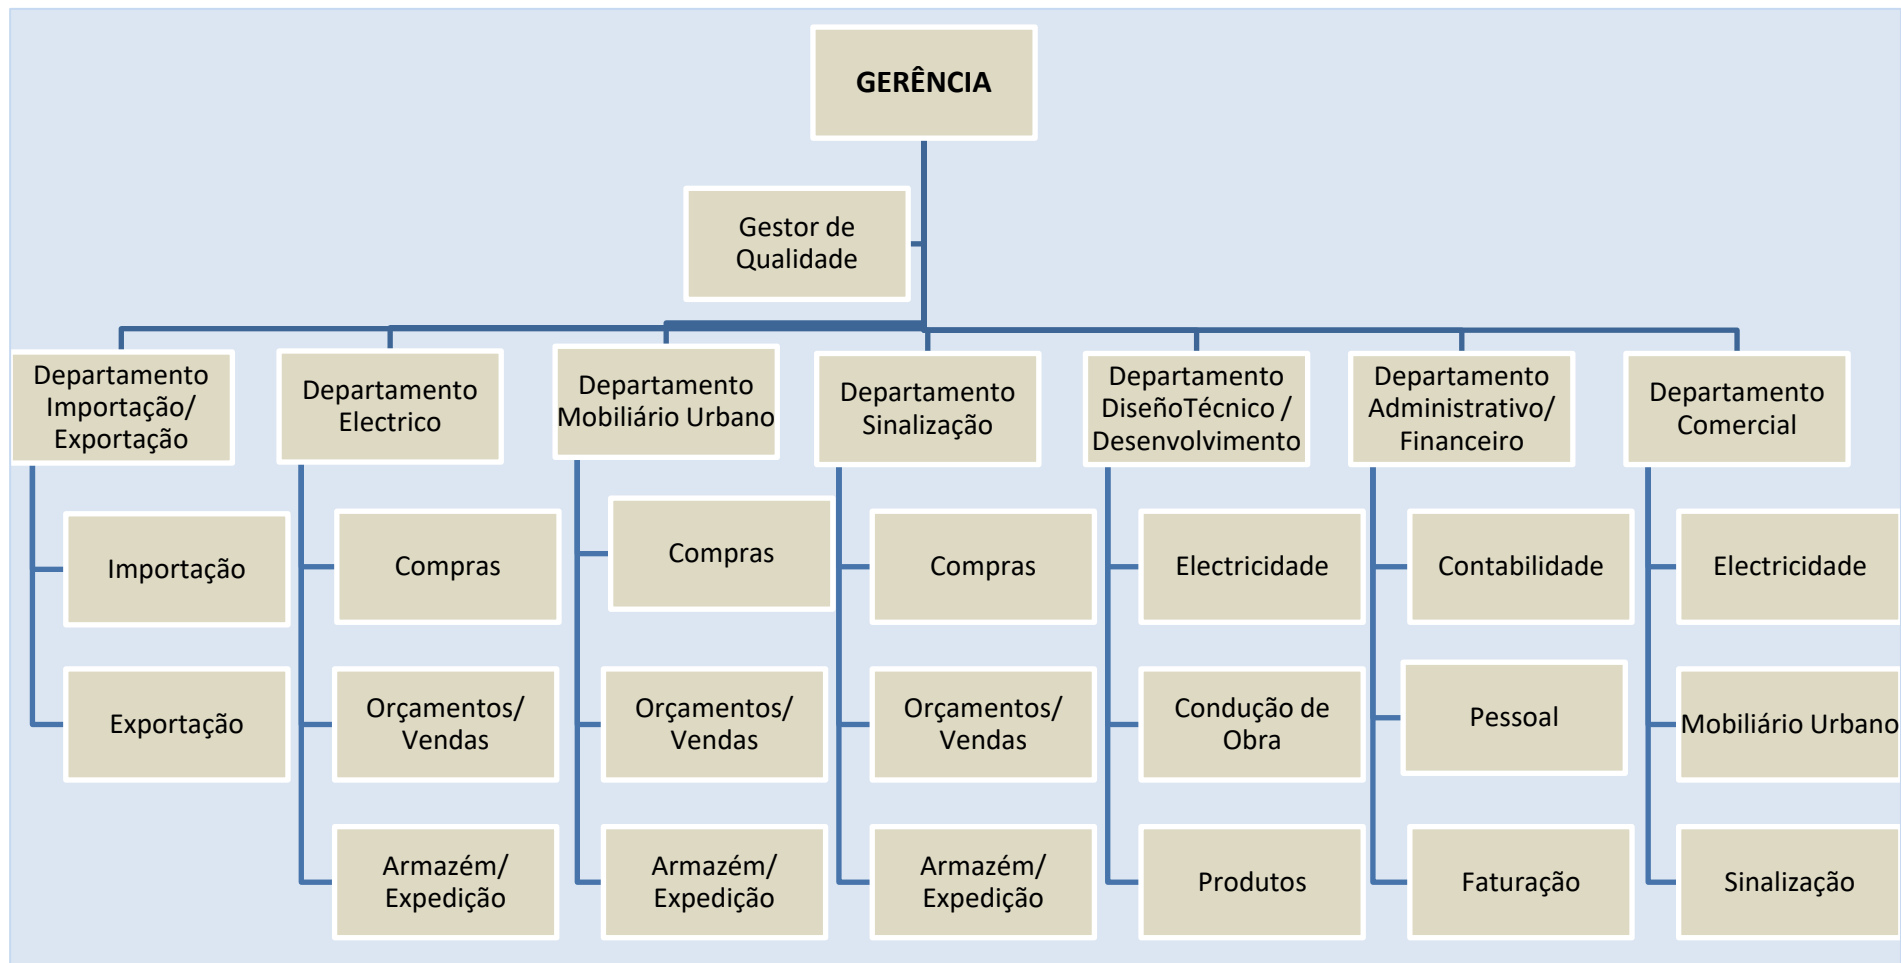 GERÊNCIA
Gestor de
Qualidade
Departamento
Importação/
Exportação
Departamento
Electrico
Departamento
Mobiliário Urbano
Departamento
Sinalização
Departamento
DiseñoTécnico /
Desenvolvimento
Departamento
Administrativo/
Financeiro
Departamento
Comercial
Importação
Compras
Compras
Compras
Electricidade
Contabilidade
Electricidade
Exportação
Orçamentos/
Vendas
Orçamentos/
Vendas
Orçamentos/
Vendas
Condução de
Obra
Pessoal
Mobiliário Urbano
Armazém/
Expedição
Armazém/
Expedição
Armazém/
Expedição
Produtos
Faturação
Sinalização